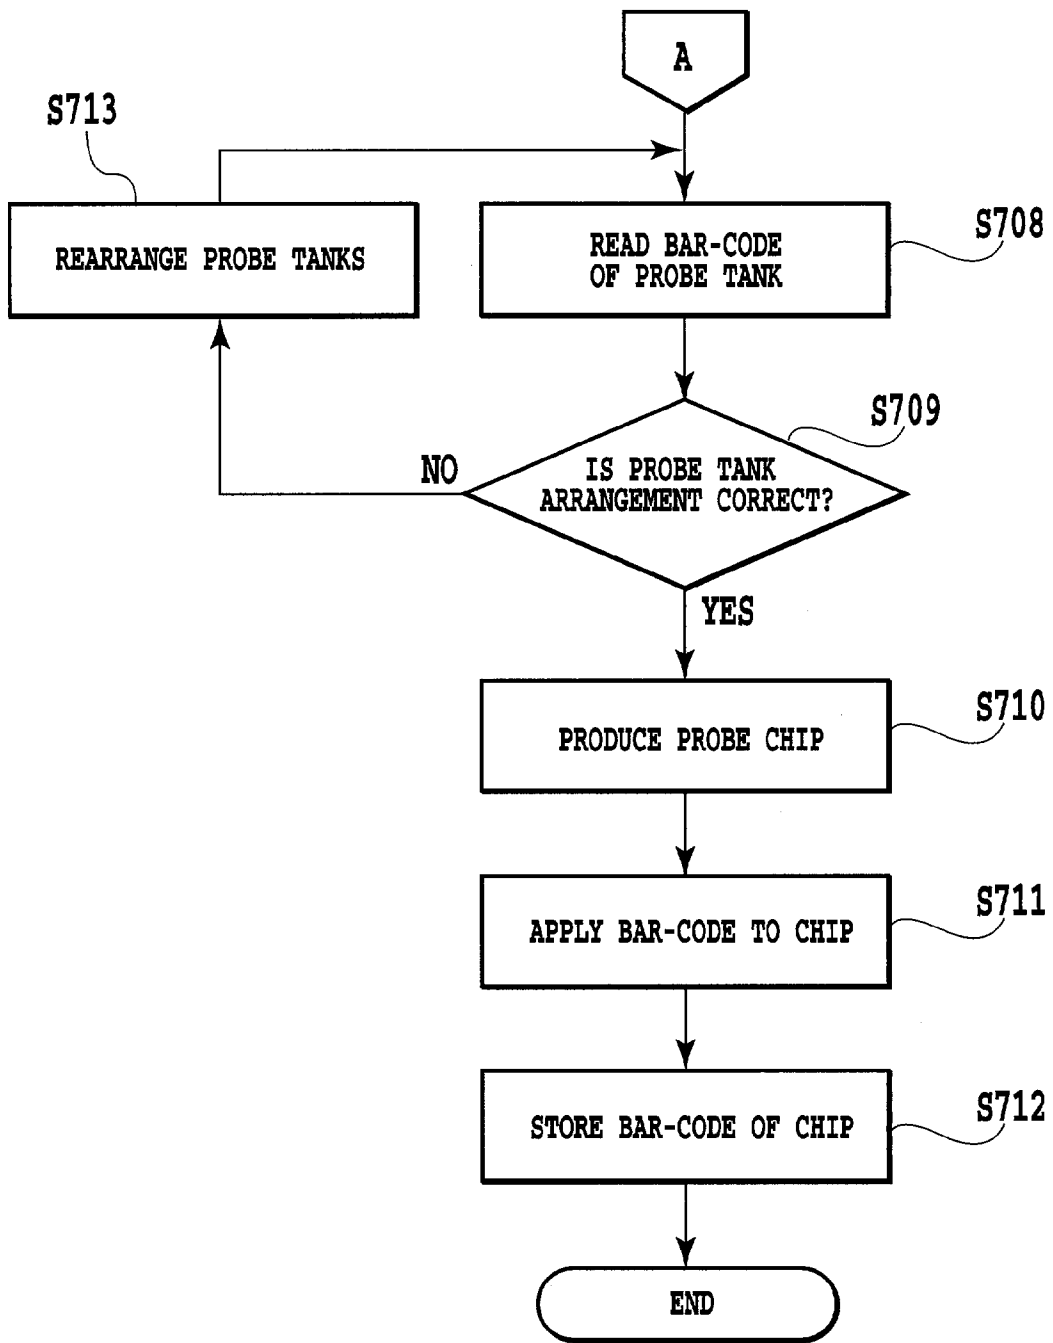 A
S713
REARRANGE PROBE TANKS
READ BAR-CODE
OF PROBE TANK
S708
S709
IS PROBE TANK
ARRANGEMENT CORRECT?
NO
YES
PRODUCE PROBE CHIP
S710
APPLY BAR-CODE TO CHIP
S711
STORE BAR-CODE OF CHIP
S712
END